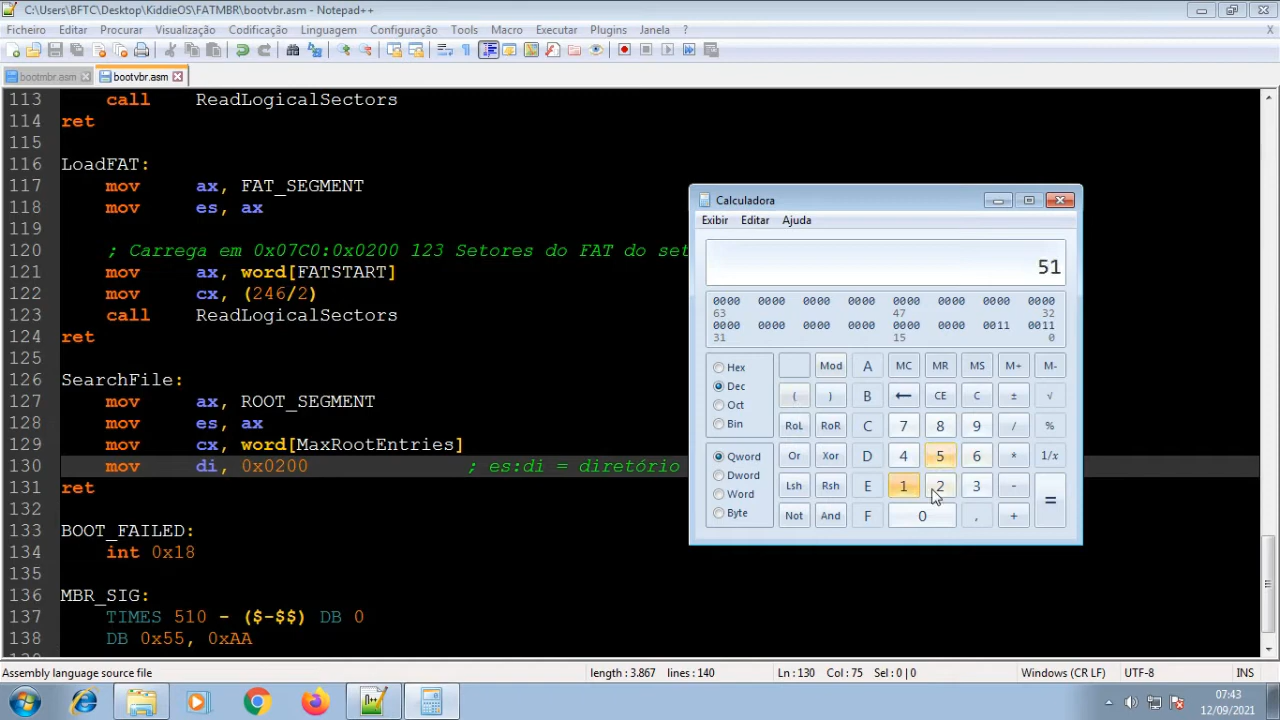 C:\Users\BFTC\Desktop\KiddieOS\FATMBR\bootvbr.asm - Notepad++
Ficheiro Editar Procurar Visualização Codificação Linguagem Configuração Tools Macro Executar Plugins Janela ? X
bootmbr.asm bootvbr.asm
113 call ReadLogicalSectors
114 ret
115
116 LoadFAT:
117 mov ax, FAT_SEGMENT
118 mov es, ax
119
120 ; Carrega em 0x07C0:0x0200 123 Setores do FAT do set
121 mov ax, word[FATSTART]
122 mov cx, (246/2)
123 call ReadLogicalSectors
124 ret
125
126 SearchFile:
127 mov ax, ROOT_SEGMENT
128 mov es, ax
129 mov cx, word[MaxRootEntries]
130 mov di, 0x0200 ; es:di = diretório
131 ret
132
133 BOOT_FAILED:
134 int 0x18
135
136 MBR_SIG:
137 TIMES 510 - ($-$$) DB 0
138 DB 0x55, 0xAA
Calculadora
Exibir Editar Ajuda
51
0000 0000 0000 0000 0000 0000 0000 0000
63 47 32
0000 0000 0000 0000 0000 0000 0011 0011
31 15 0
Hex Mod A MC MR MS M+ M-
Dec
Oct ( ) B ← CE C ± √
Bin RoL RoR C 7 8 9 / %
Qword Or Xor D 4 5 6 * 1/x
Dword
Word Lsh Rsh E 1 2 3 - =
Byte Not And F 0 , +
Assembly language source file length : 3.867 lines : 140 Ln : 130 Col : 75 Sel : 0 | 0 Windows (CR LF) UTF-8 INS
07:43
12/09/2021